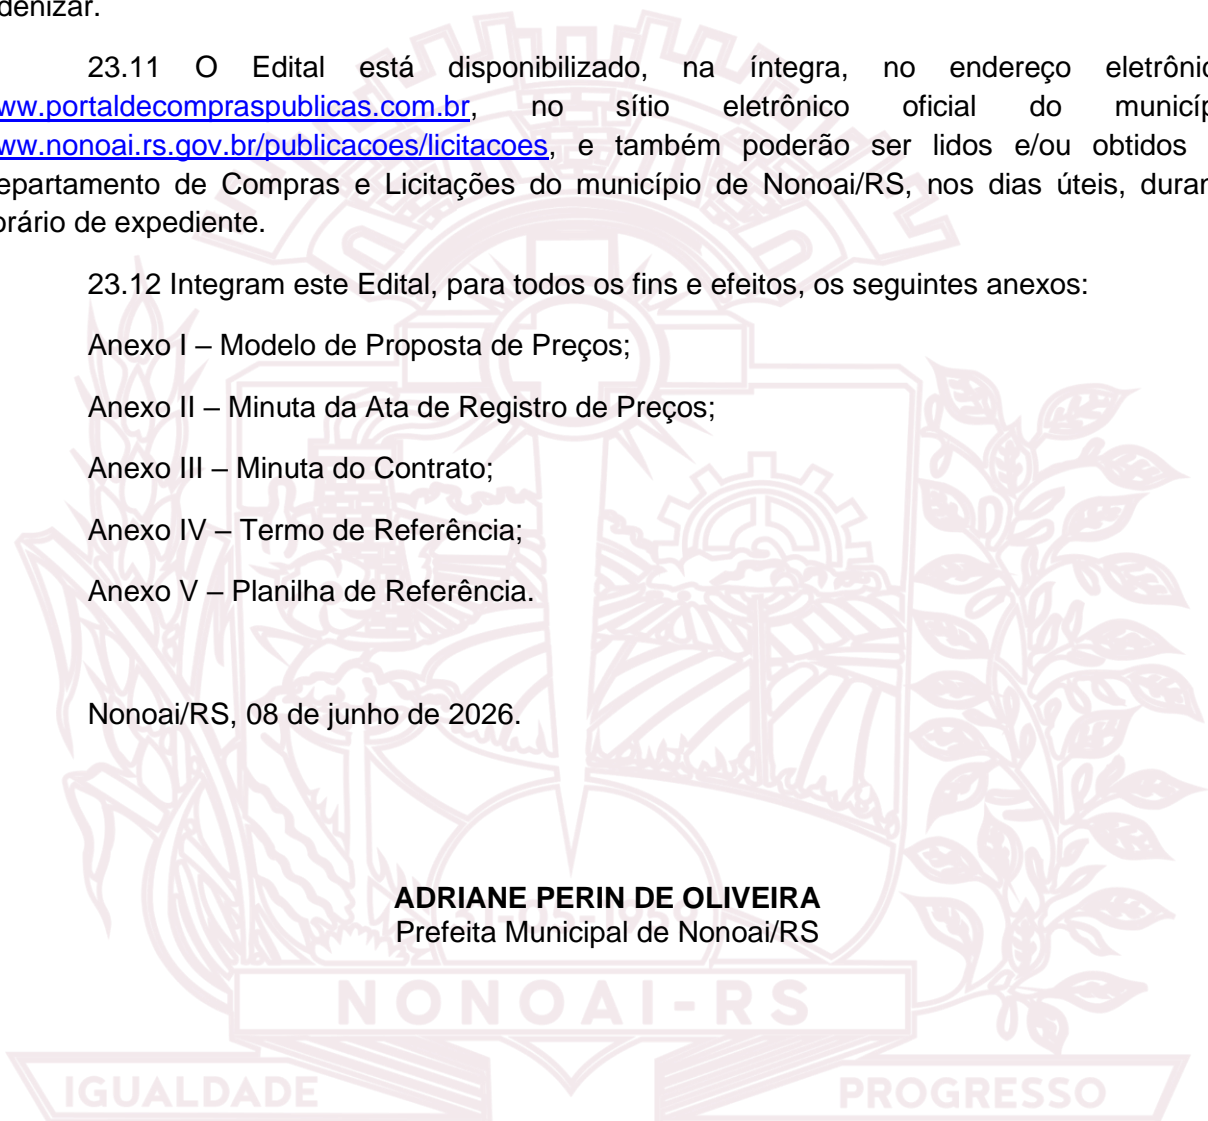 denizar.
23.11 O Edital está disponibilizado, na íntegra, no endereço eletrônic
ww.portaldecompraspublicas.com.br, no sítio eletrônico oficial do municíp
ww.nonoai.rs.gov.br/publicacoes/licitacoes, e também poderão ser lidos e/ou obtidos
epartamento de Compras e Licitações do município de Nonoai/RS, nos dias úteis, duran
orário de expediente.
23.12 Integram este Edital, para todos os fins e efeitos, os seguintes anexos:
Anexo I – Modelo de Proposta de Preços;
Anexo II – Minuta da Ata de Registro de Preços;
Anexo III – Minuta do Contrato;
Anexo IV – Termo de Referência;
Anexo V – Planilha de Referência.
Nonoai/RS, 08 de junho de 2026.
ADRIANE PERIN DE OLIVEIRA
Prefeita Municipal de Nonoai/RS
NONOAI-RS
IGUALDADE
PROGRESSO